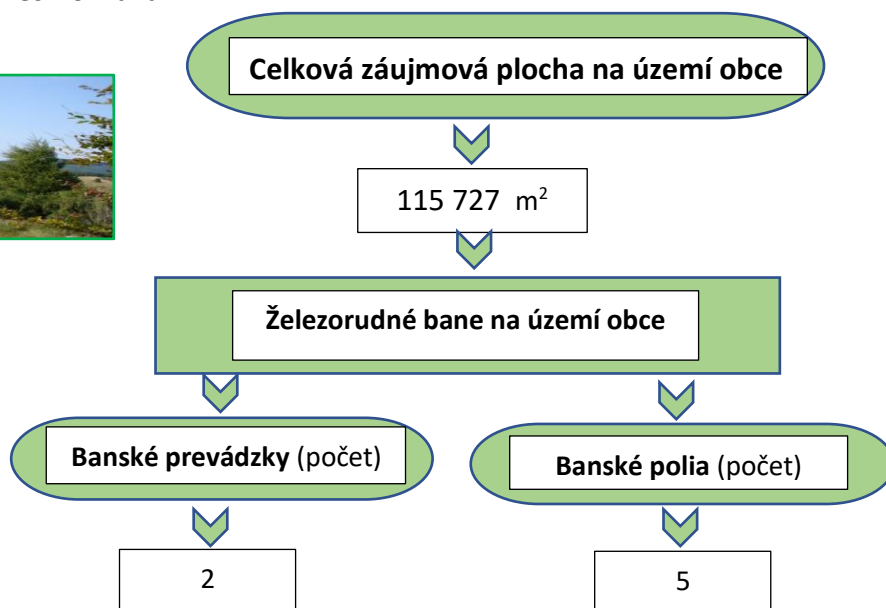 Celková záujmová plocha na území obce
115 727 m²
Železorudné bane na území obce
Banské prevádzky (počet)
Banské polia (počet)
2
5